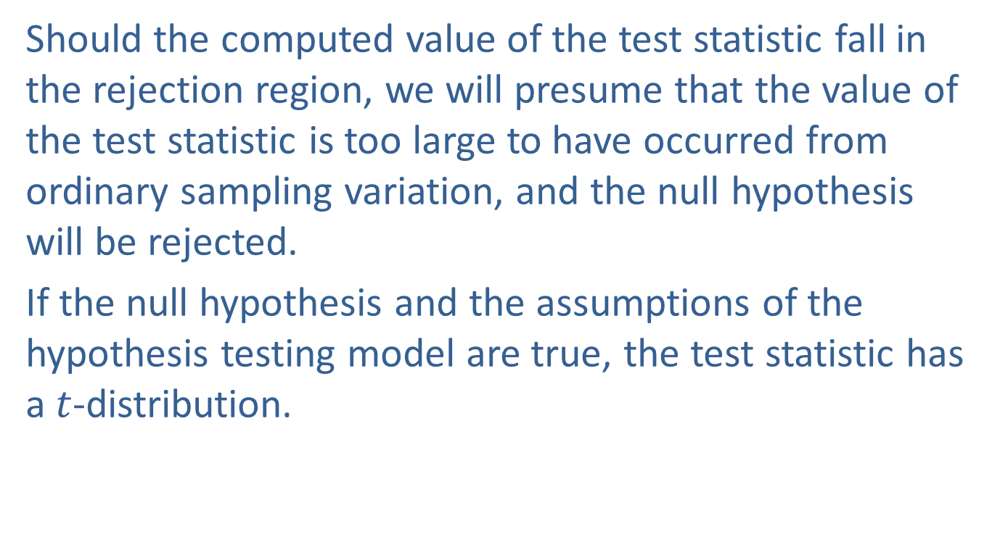 Should the computed value of the test statistic fall in
the rejection region, we will presume that the value of
the test statistic is too large to have occurred from
ordinary sampling variation, and the null hypothesis
will be rejected.
If the null hypothesis and the assumptions of the
hypothesis testing model are true, the test statistic has
a t-distribution.